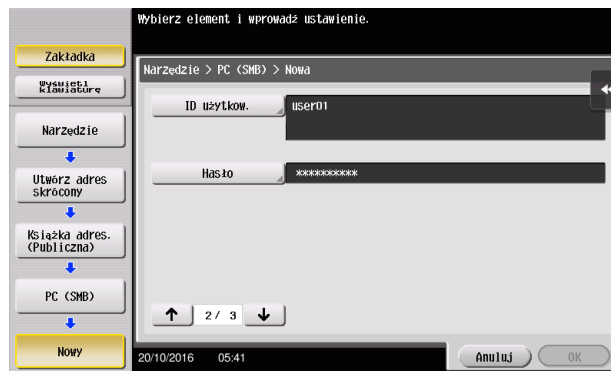 Wybierz element i wprowadź ustawienie.
Zakładka
Wyświetl
klawiaturę
Narzędzie > PC (SMB) > Nowa
ID użytkow.
user01
Narzędzie
Hasło
**********
Utwórz adres
skrócony
Książka adres.
(Publiczna)
PC (SMB)
↑ 2/ 3 ↓
Nowy
20/10/2016 05:41
Anuluj
OK